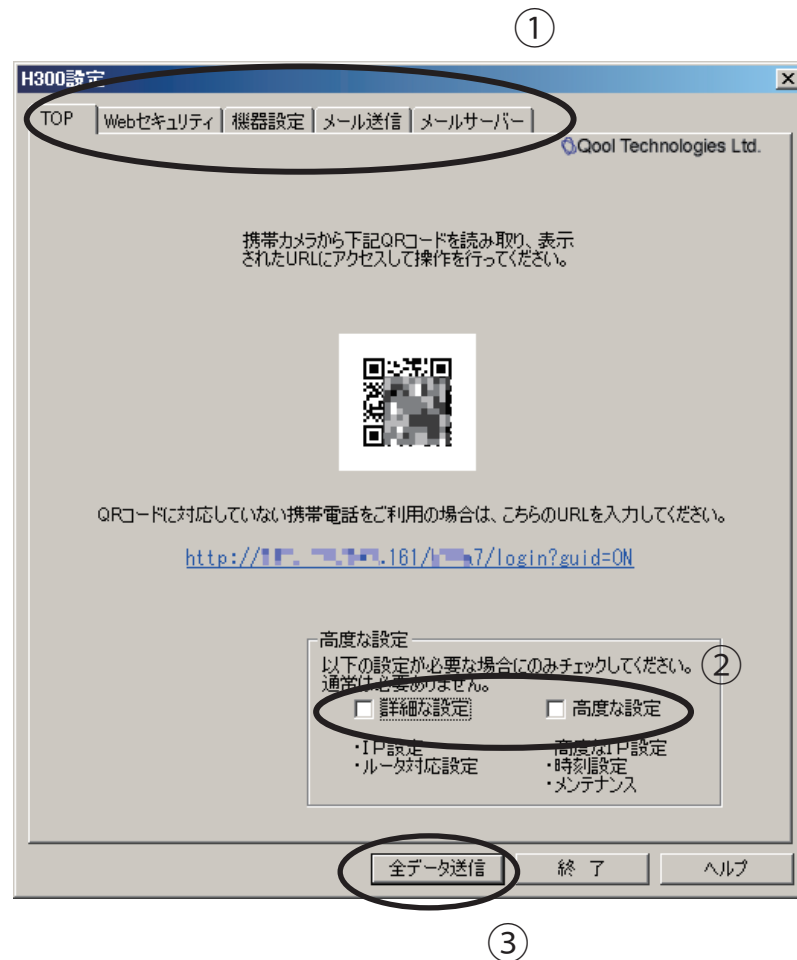 ①
H300設定
TOP Webセキュリティ 機器設定 メール送信 メールサーバー
Qool Technologies Ltd.
携帯カメラから下記QRコードを読み取り、表示
されたURLにアクセスして操作を行ってください。
QRコードに対応していない携帯電話をご利用の場合は、こちらのURLを入力してください。
http:// .161/ 7/login?guid=ON
高度な設定
以下の設定が必要な場合にのみチェックしてください。
通常は必要ありません。
②
詳細な設定 高度な設定
・IP設定 ・高度なIP設定
・ルータ対応設定 ・時刻設定
・メンテナンス
全データ送信 終 了 ヘルプ
③